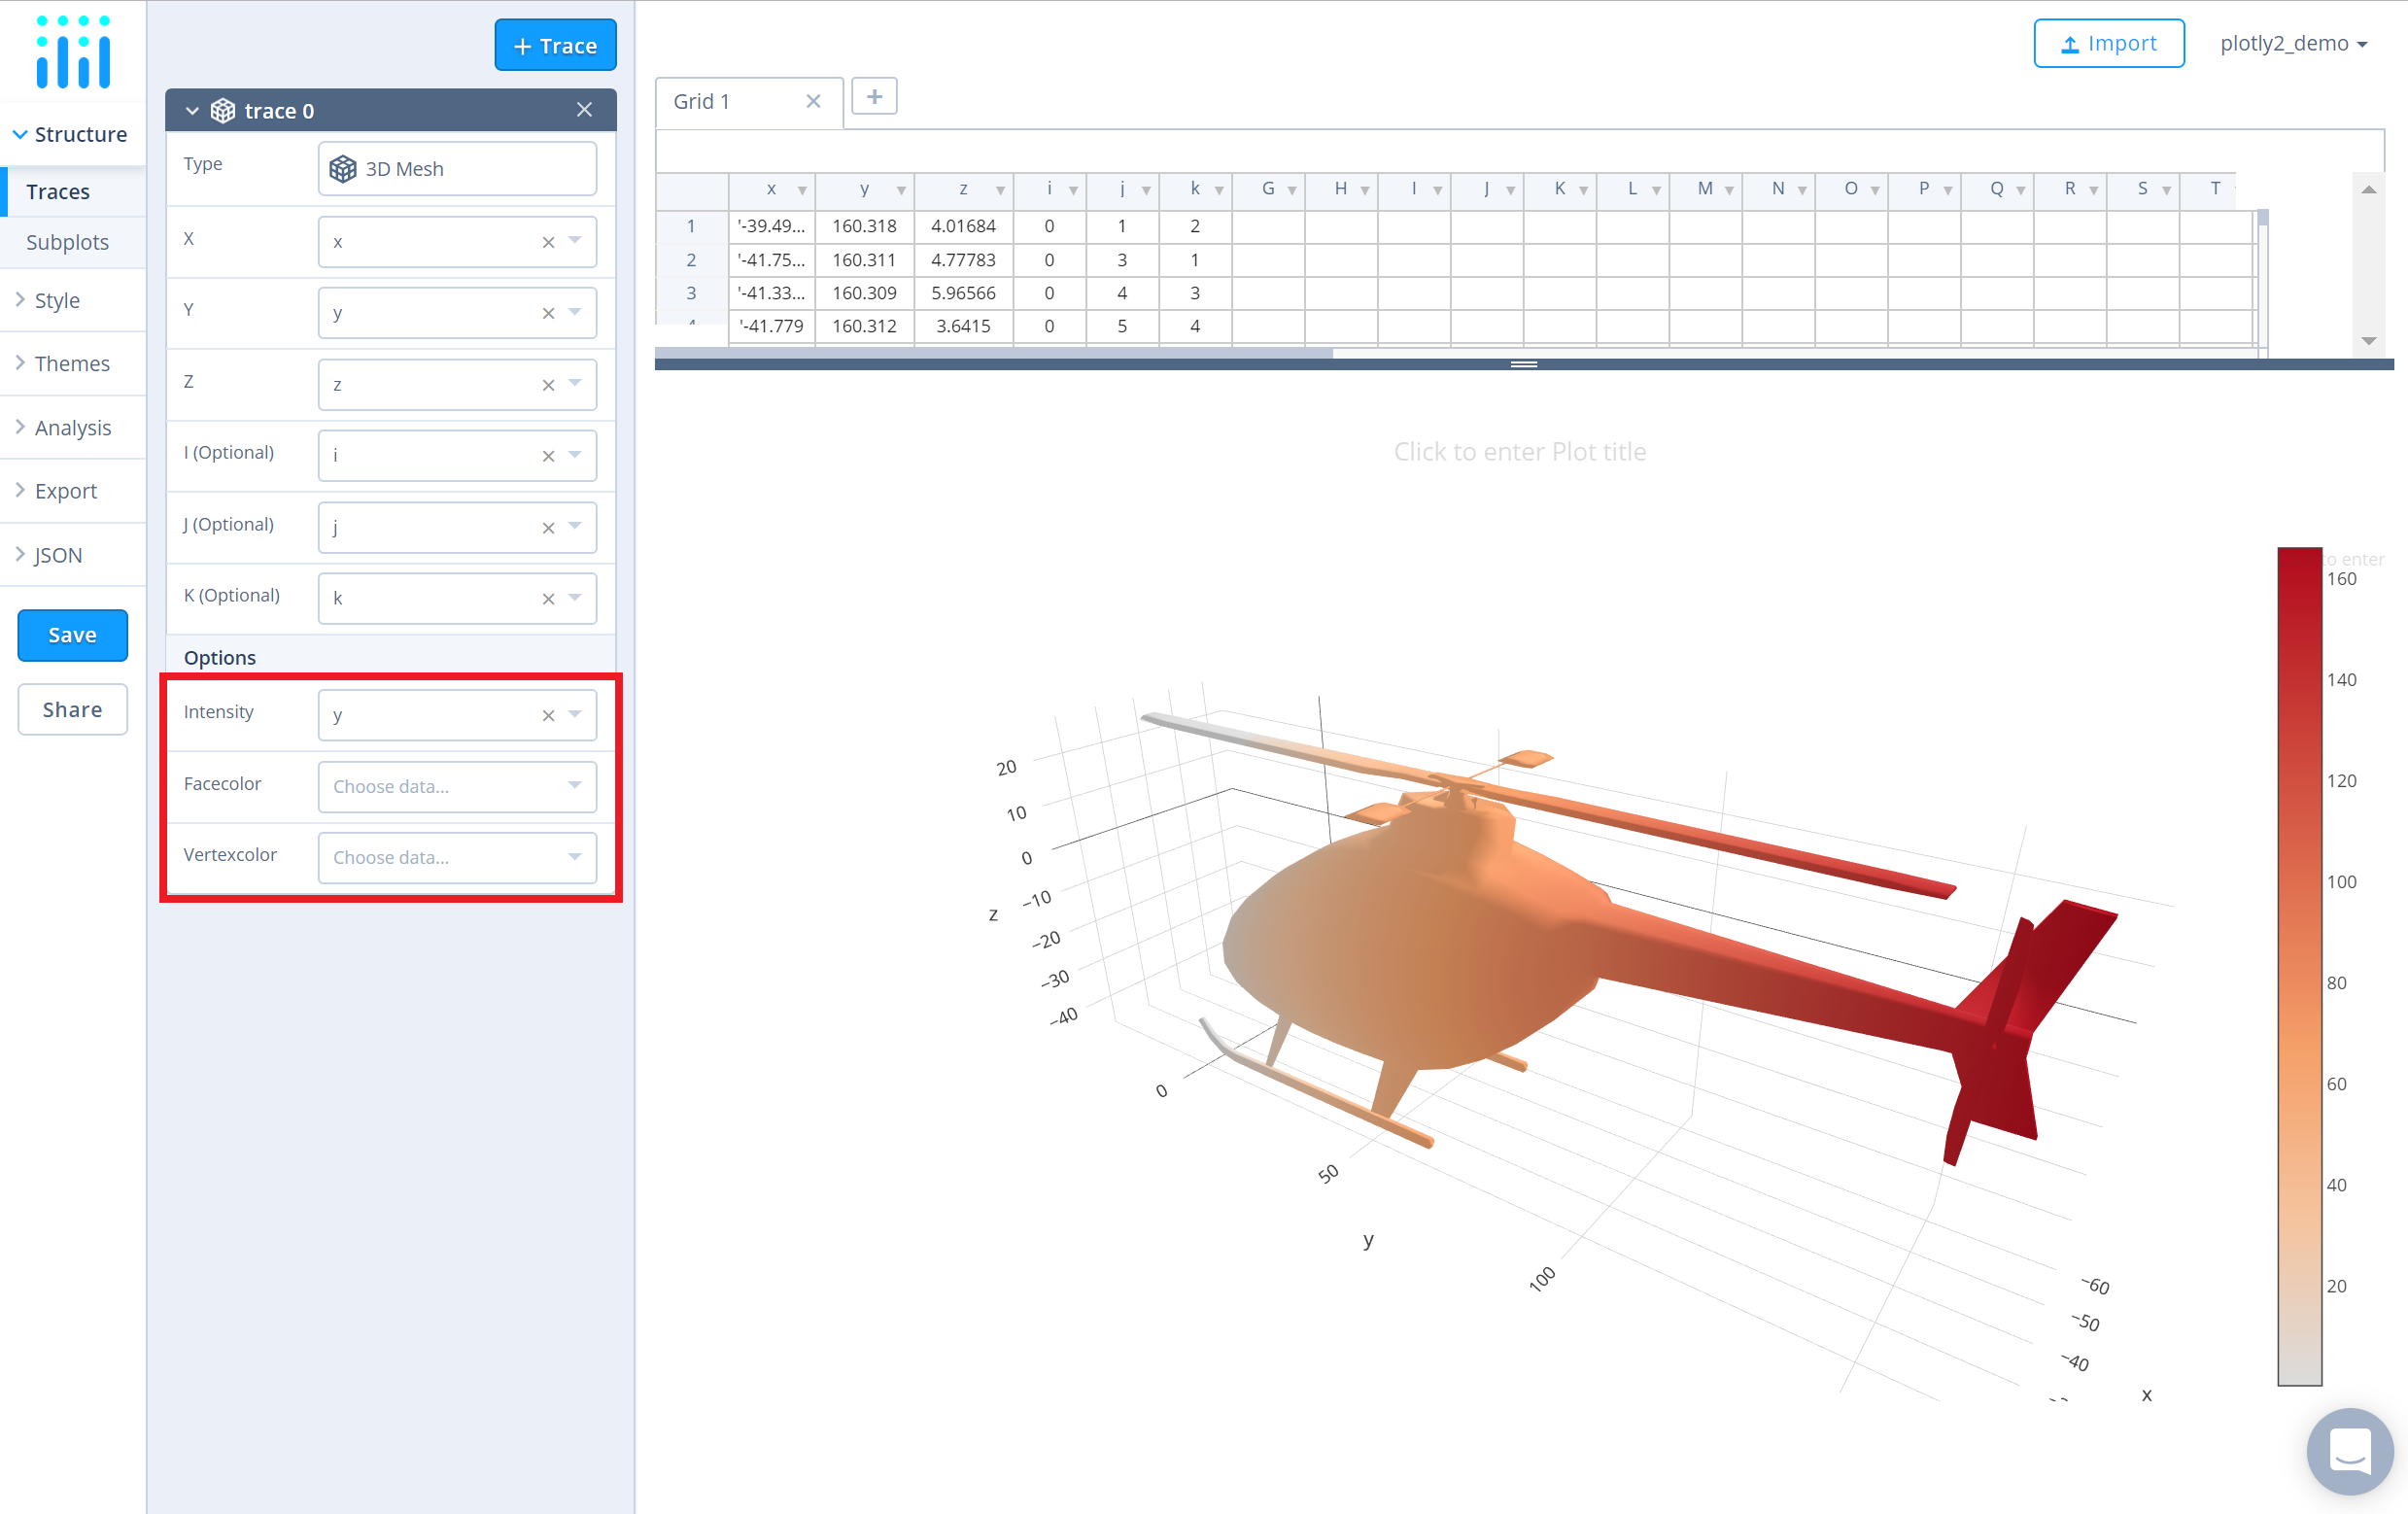 + Trace
Import
plotly2_demo
Structure
Traces
Subplots
Style
Themes
Analysis
Export
JSON
Save
Share
trace 0
Type 3D Mesh
X x
Y y
Z z
I (Optional) i
J (Optional) j
K (Optional) k
Options
Intensity y
Facecolor Choose data...
Vertexcolor Choose data...
Grid 1
+
x y z i j k G H I J K L M N O P Q R S T
1 '-39.49... 160.318 4.01684 0 1 2
2 '-41.75... 160.311 4.77783 0 3 1
3 '-41.33... 160.309 5.96566 0 4 3
4 '-41.779 160.312 3.6415 0 5 4
Click to enter Plot title
to enter
160
140
120
100
80
60
40
20
20
10
0
−10
−20
−30
−40
z
0
50
100
y
−60
−50
−40
x